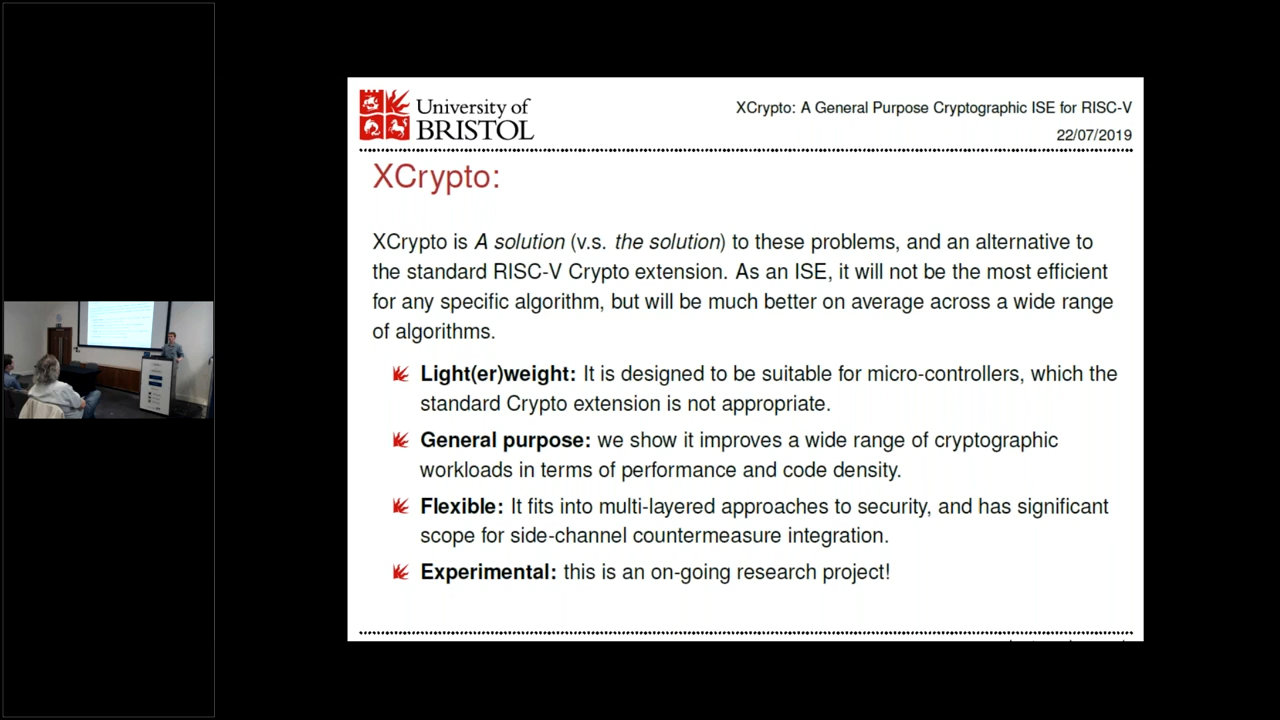 University of
BRISTOL
XCrypto: A General Purpose Cryptographic ISE for RISC-V
22/07/2019
XCrypto:
XCrypto is A solution (v.s. the solution) to these problems, and an alternative to
the standard RISC-V Crypto extension. As an ISE, it will not be the most efficient
for any specific algorithm, but will be much better on average across a wide range
of algorithms.
Light(er)weight: It is designed to be suitable for micro-controllers, which the
standard Crypto extension is not appropriate.
General purpose: we show it improves a wide range of cryptographic
workloads in terms of performance and code density.
Flexible: It fits into multi-layered approaches to security, and has significant
scope for side-channel countermeasure integration.
Experimental: this is an on-going research project!